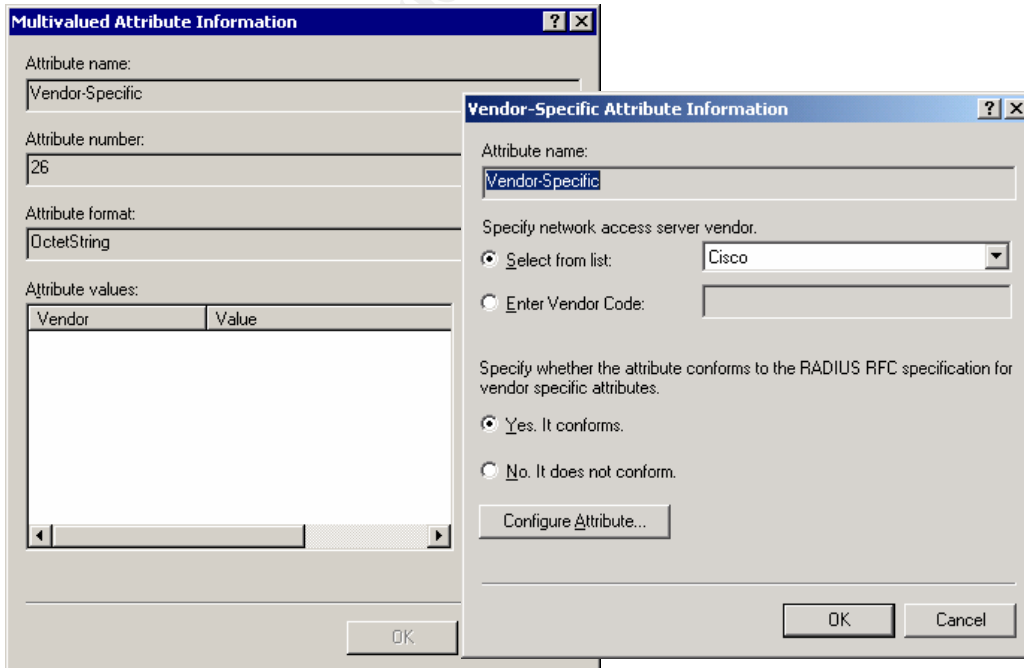 Multivalued Attribute Information
Attribute name:
Vendor-Specific
Attribute number:
26
Attribute format:
OctetString
Attribute values:
Vendor Value
OK
Vendor-Specific Attribute Information
Attribute name:
Vendor-Specific
Specify network access server vendor.
Select from list: Cisco
Enter Vendor Code:
Specify whether the attribute conforms to the RADIUS RFC specification for
vendor specific attributes.
Yes. It conforms.
No. It does not conform.
Configure Attribute...
OK Cancel